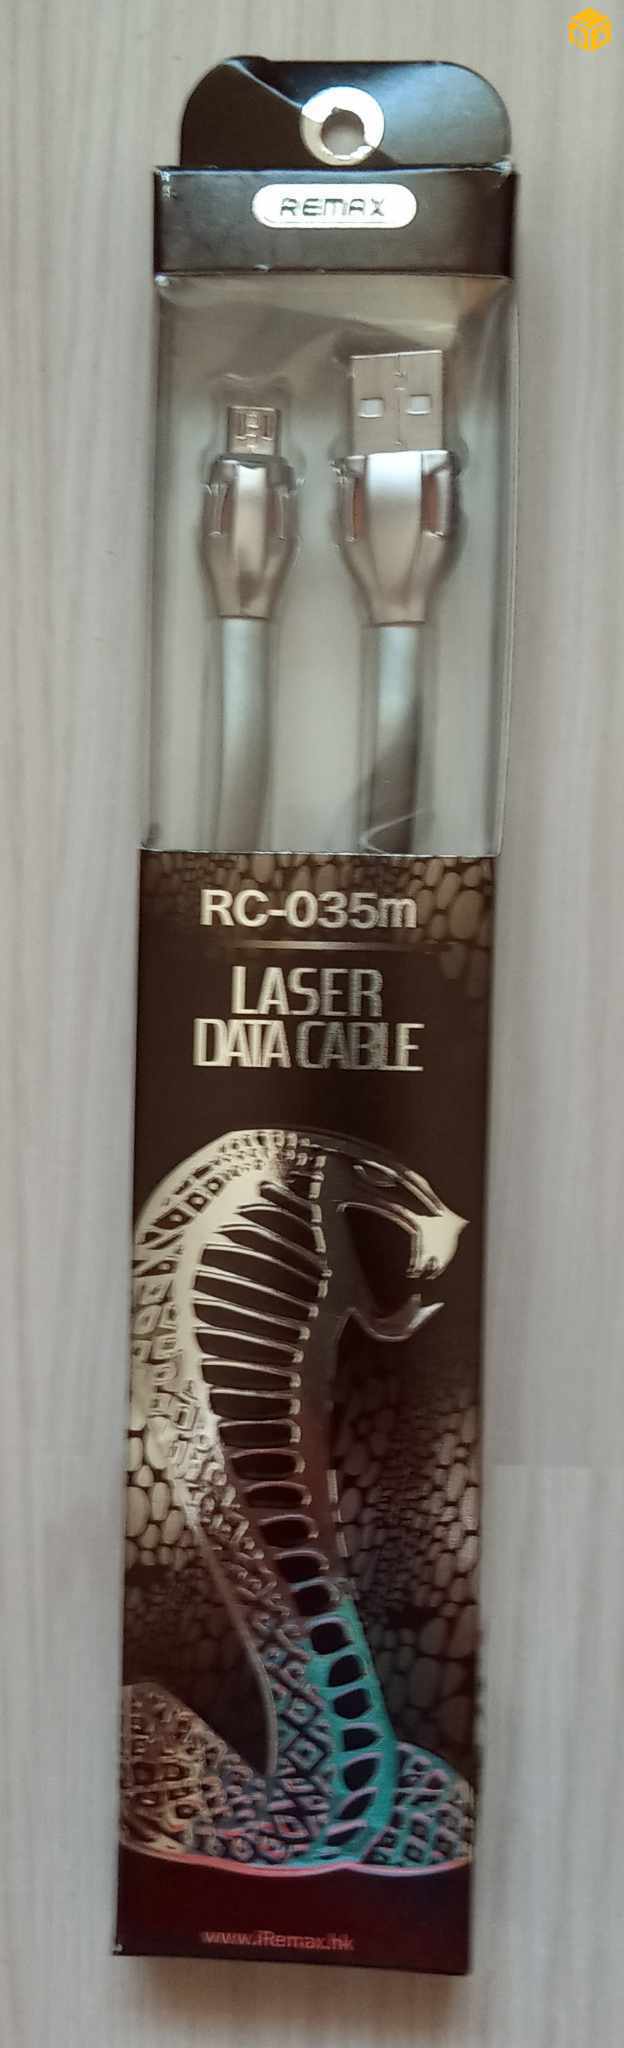 REMAX
RC-035m
LASER
DATA CABLE
www.iRemax.hk